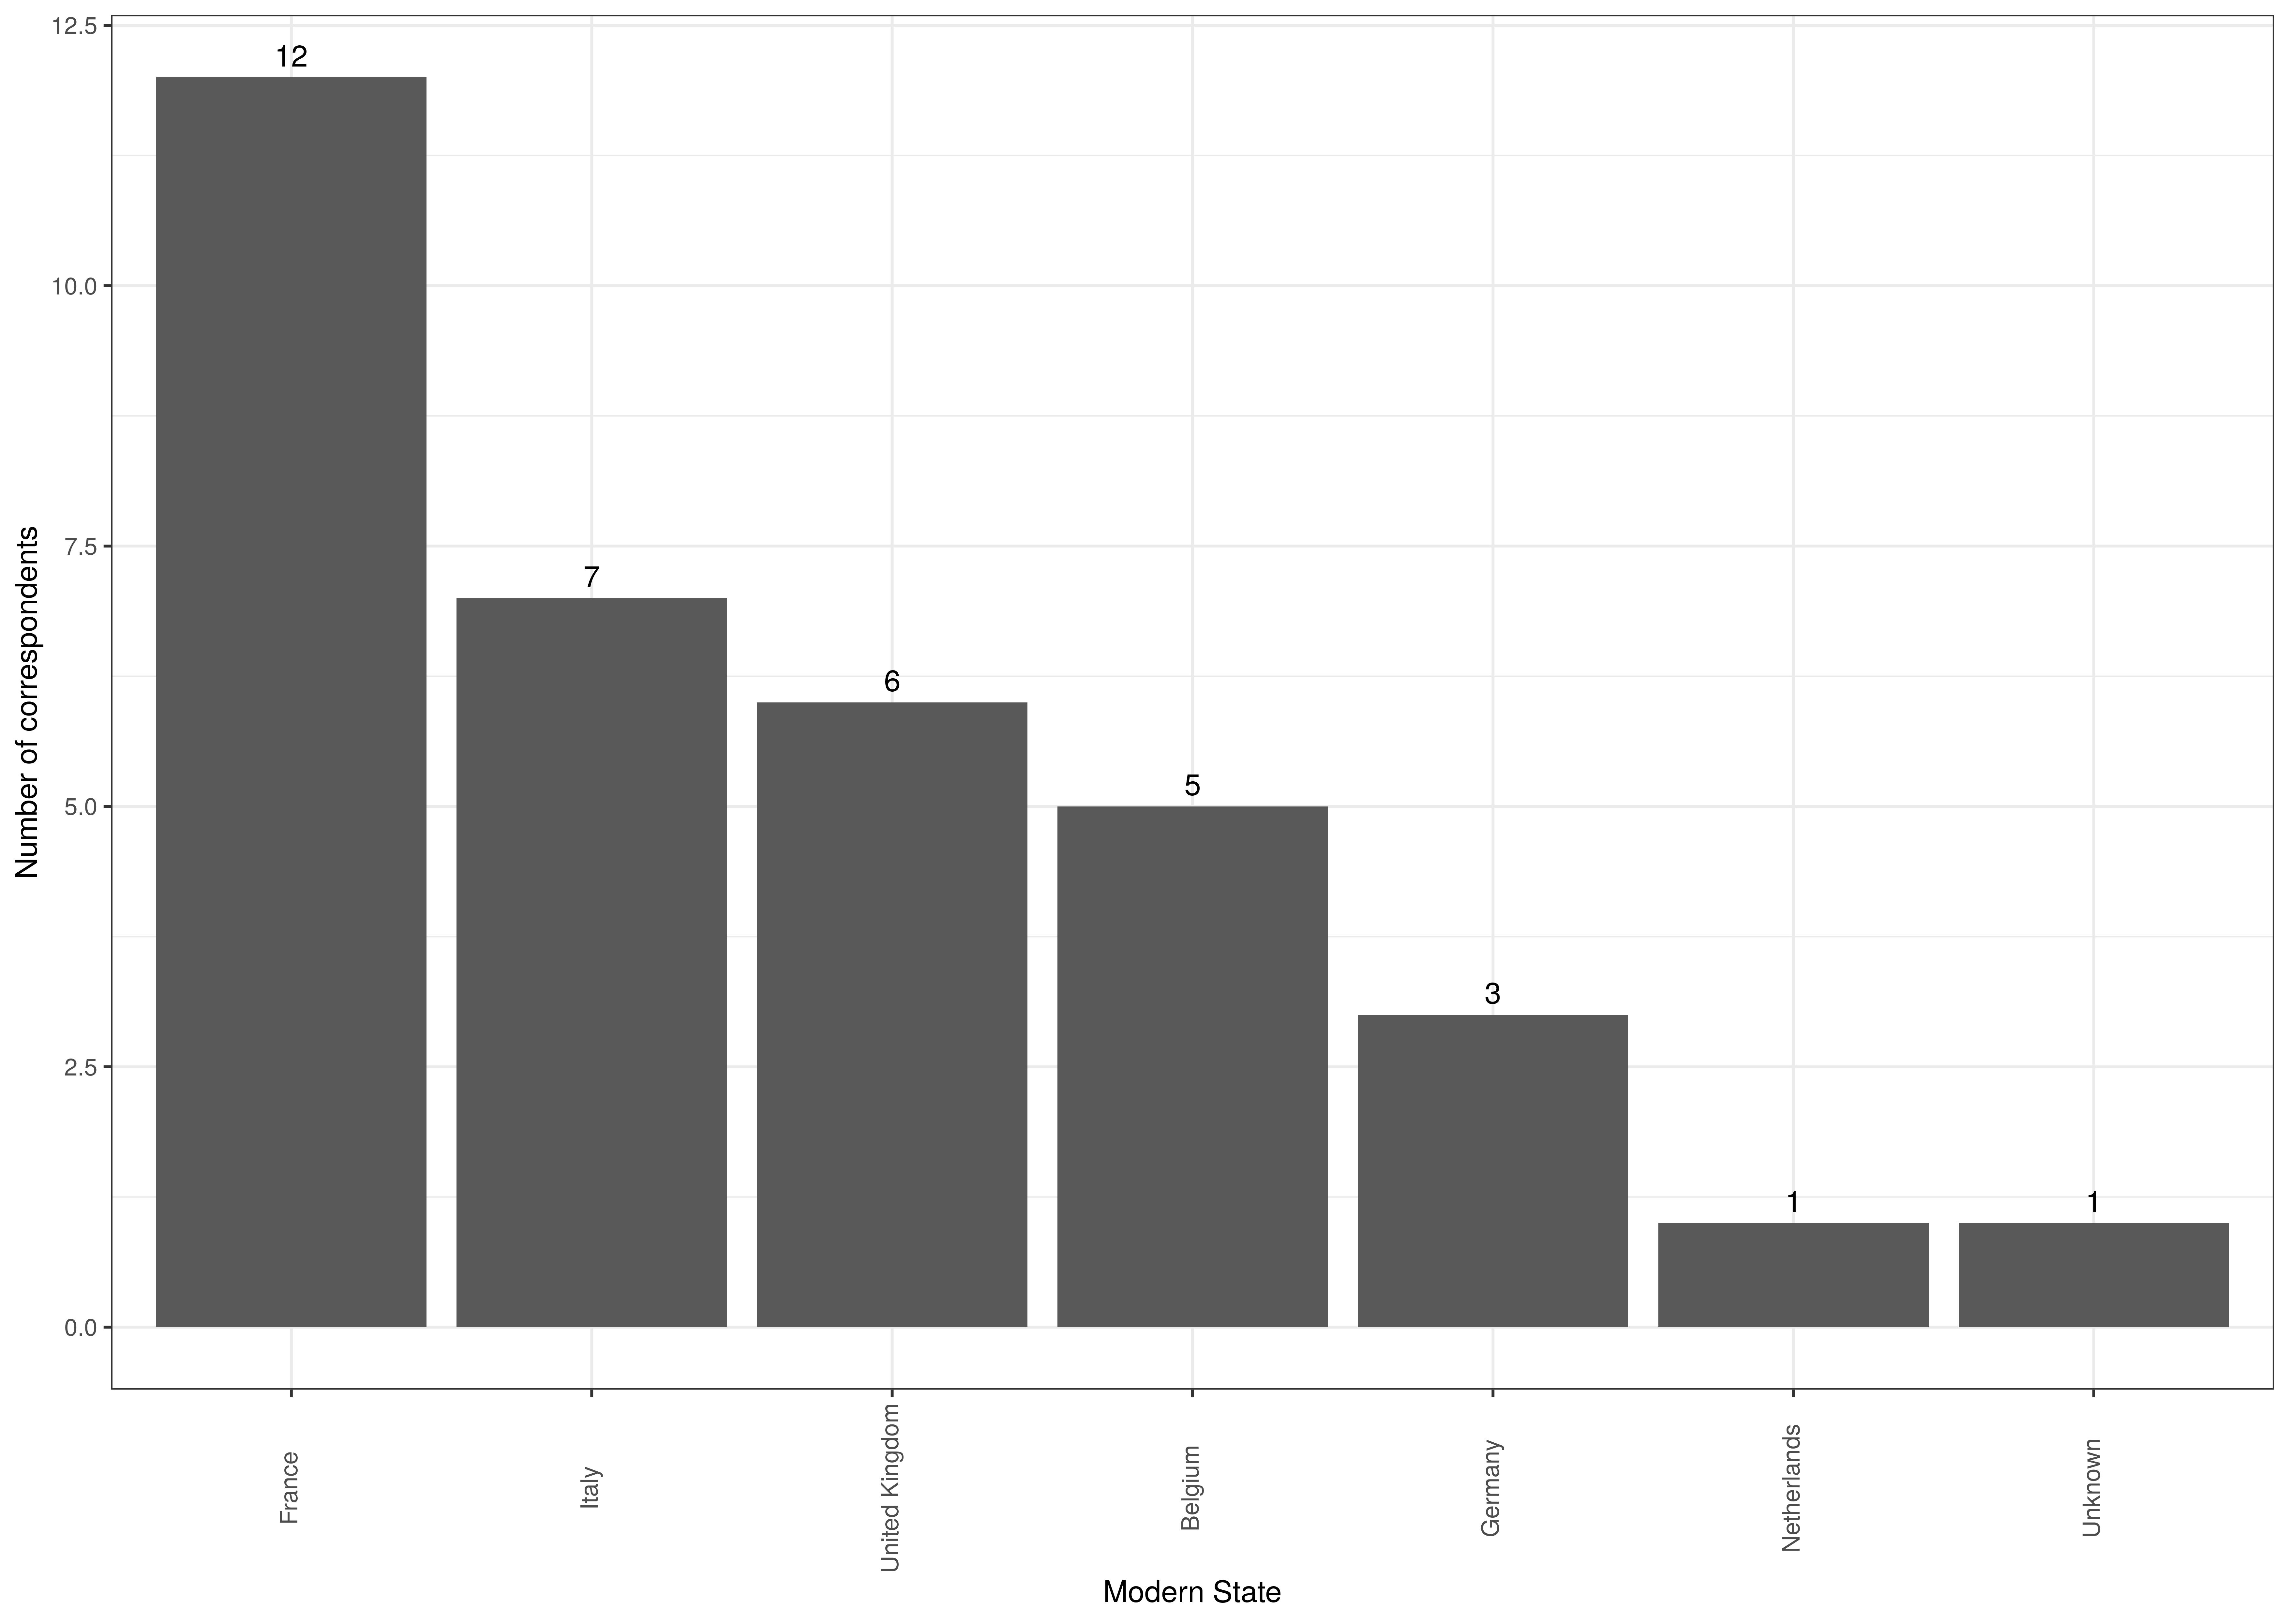 12.5
10.0
7.5
5.0
2.5
0.0
Number of correspondents
12
7
6
5
3
1
1
France
Italy
United Kingdom
Belgium
Germany
Netherlands
Unknown
Modern State